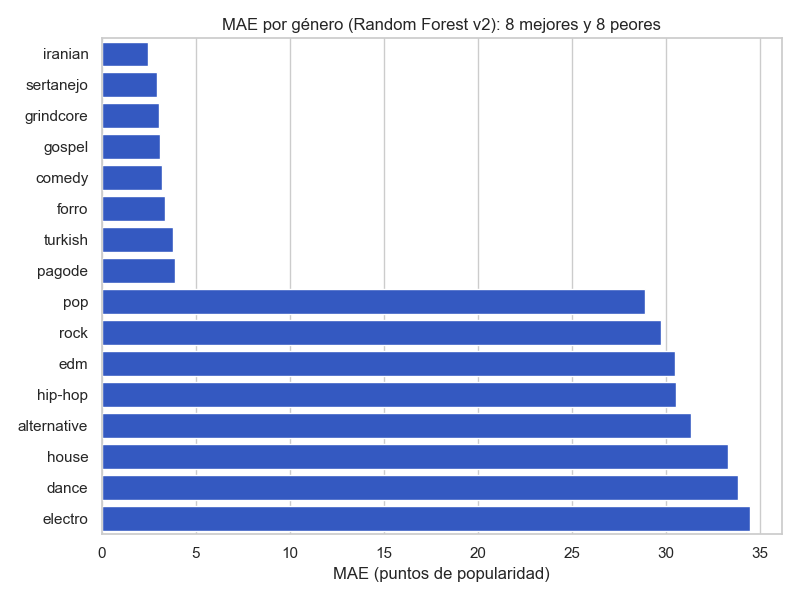 MAE por género (Random Forest v2): 8 mejores y 8 peores
iranian
sertanejo
grindcore
gospel
comedy
forro
turkish
pagode
pop
rock
edm
hip-hop
alternative
house
dance
electro
0 5 10 15 20 25 30 35
MAE (puntos de popularidad)